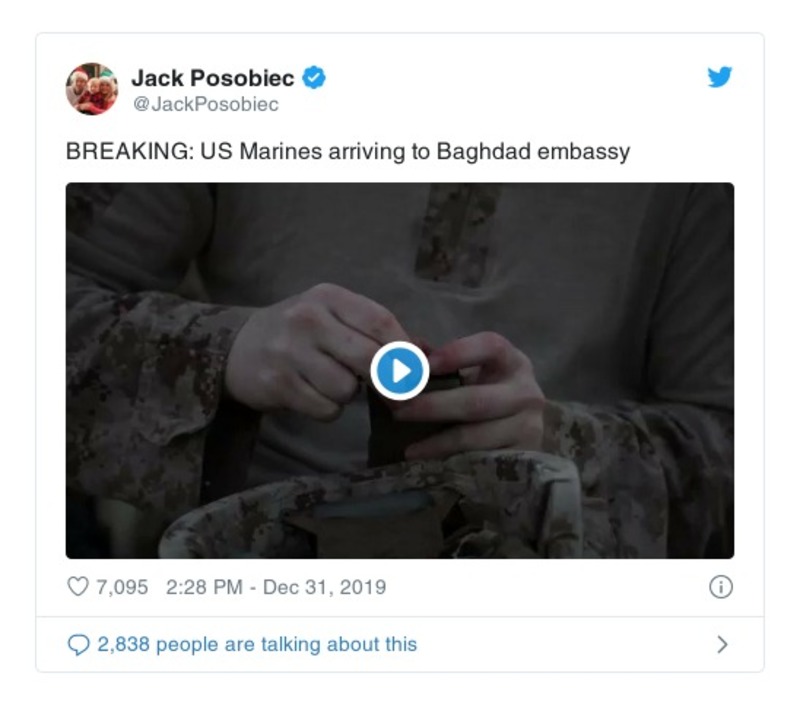 Jack Posobiec
@JackPosobiec
BREAKING: US Marines arriving to Baghdad embassy
7,095 2:28 PM - Dec 31, 2019
2,838 people are talking about this